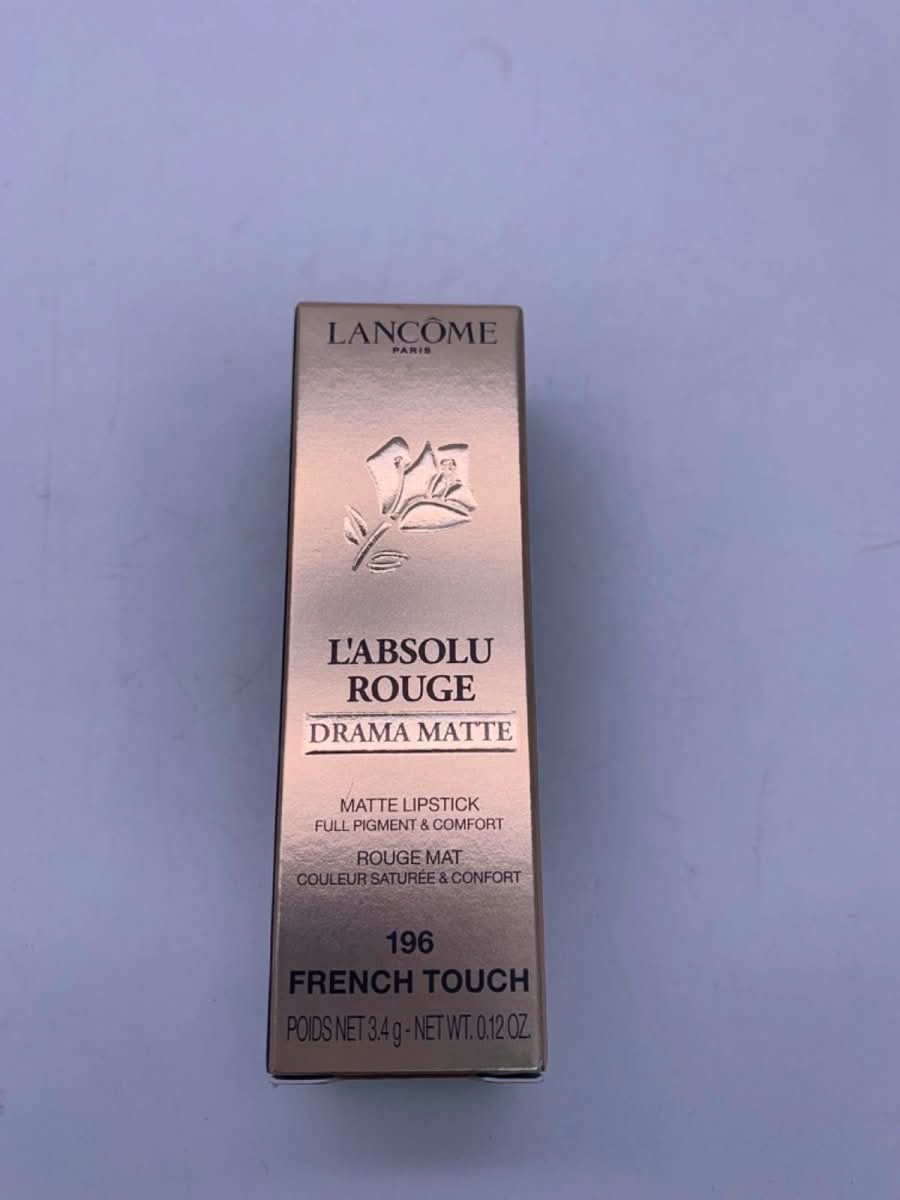 LANCÔME
PARIS
L'ABSOLU
ROUGE
DRAMA MATTE
MATTE LIPSTICK
FULL PIGMENT & COMFORT
ROUGE MAT
COULEUR SATURÉE & CONFORT
196
FRENCH TOUCH
POIDS NET 3.4 g - NET WT. 0.12 OZ.